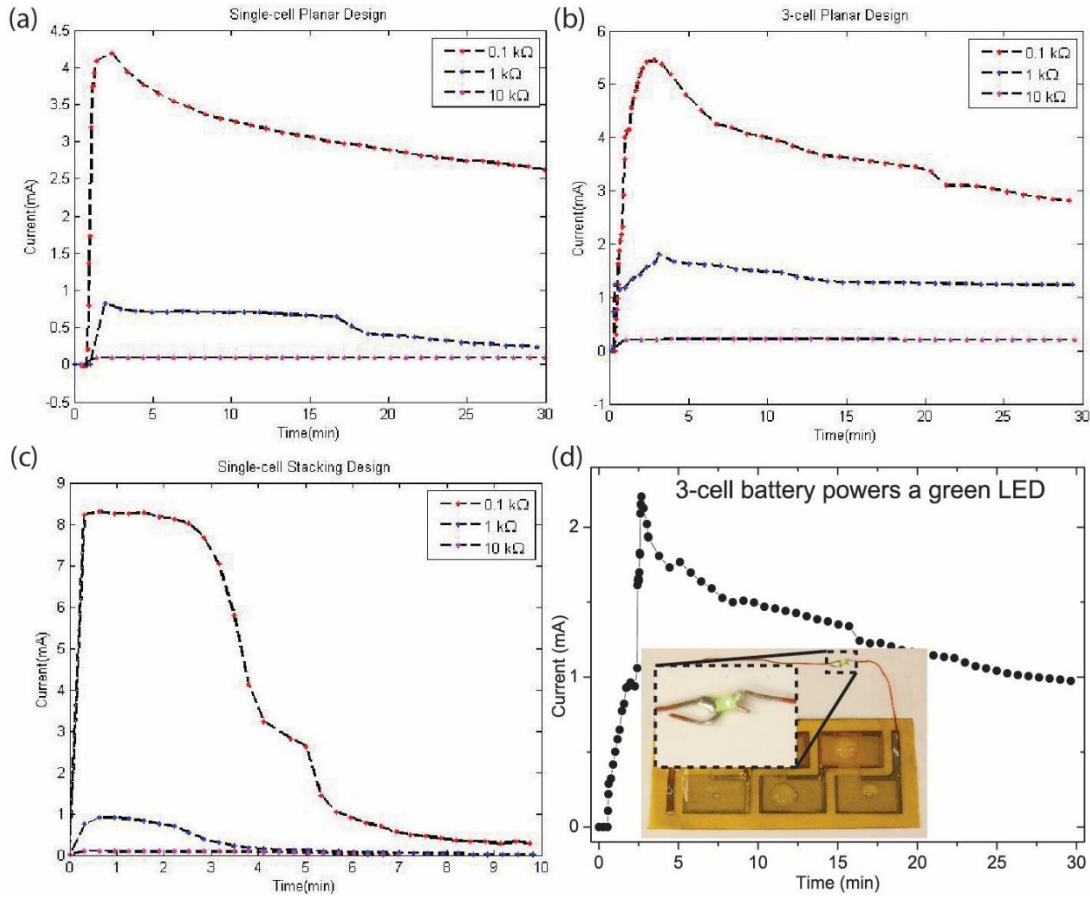 (a)
Single-cell Planar Design
4.5
4
3.5
3
2.5
2
1.5
1
0.5
0
-0.5
Current(mA)
0.1 kΩ
1 kΩ
10 kΩ
0 5 10 15 20 25 30
Time(min)
(b)
3-cell Planar Design
6
5
4
3
2
1
0
-1
Current(mA)
0.1 kΩ
1 kΩ
10 kΩ
0 5 10 15 20 25 30
Time(min)
(c)
Single-cell Stacking Design
9
8
7
6
5
4
3
2
1
0
Current(mA)
0.1 kΩ
1 kΩ
10 kΩ
0 1 2 3 4 5 6 7 8 9 10
Time(min)
(d)
3-cell battery powers a green LED
2
1
0
Current (mA)
0 5 10 15 20 25 30
Time (min)